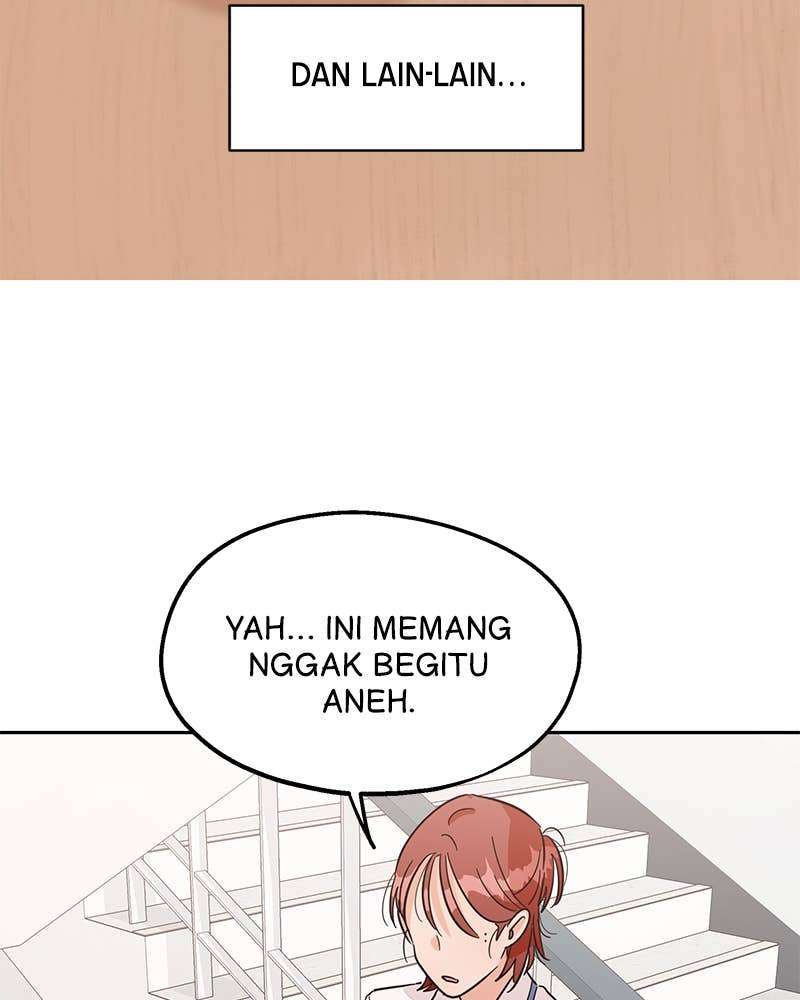 DAN LAIN-LAIN...
YAH... INI MEMANG
NGGAK BEGITU
ANEH.